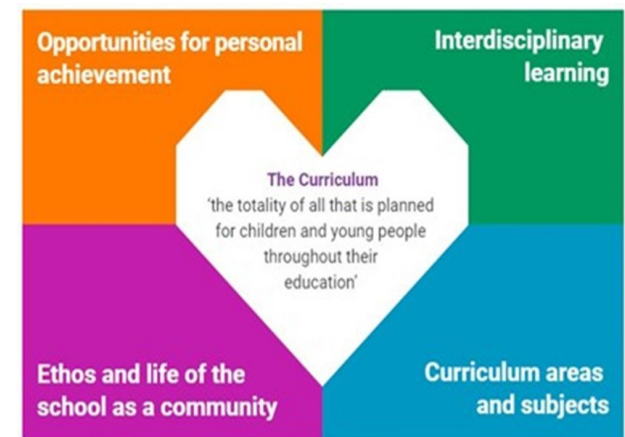 Opportunities for personal
achievement
Interdisciplinary
learning
The Curriculum
'the totality of all that is planned
for children and young people
throughout their
education'
Ethos and life of the
school as a community
Curriculum areas
and subjects